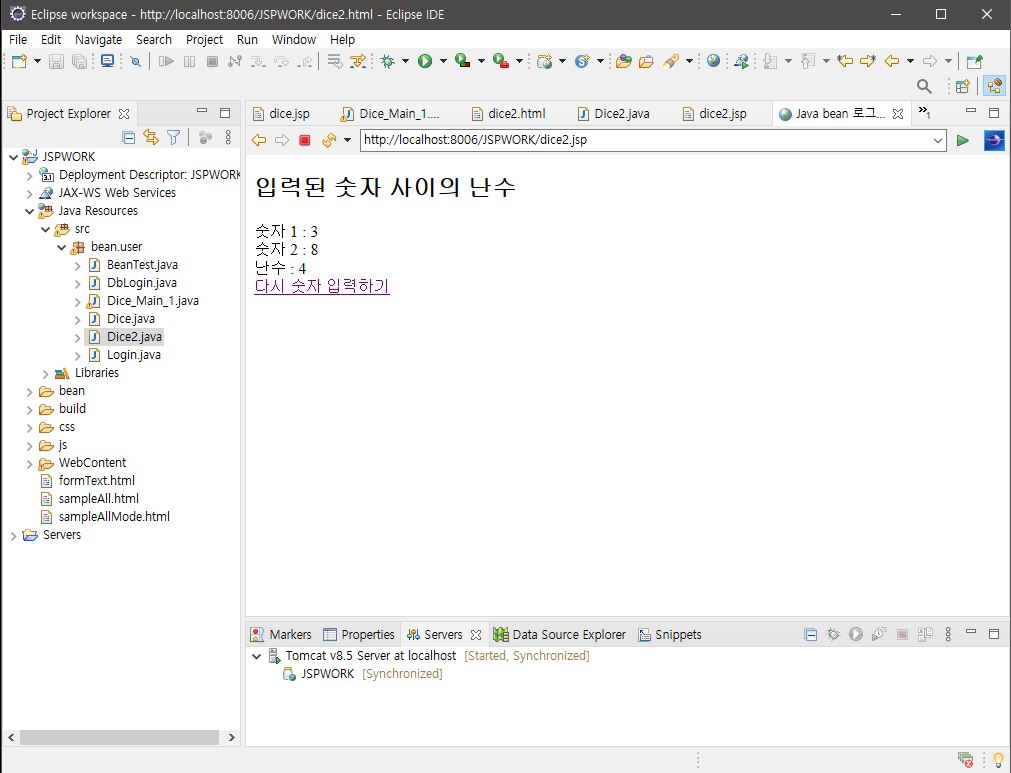 Eclipse workspace - http://localhost:8006/JSPWORK/dice2.html - Eclipse IDE
File Edit Navigate Search Project Run Window Help
Project Explorer
JSPWORK
3.1 Deployment Descriptor: JSPWORK
JAX-WS Web Services
Java Resources
src
bean.user
BeanTest.java
DbLogin.java
Dice_Main_1.java
Dice.java
Dice2.java
Login.java
Libraries
bean
build
css
js
WebContent
formText.html
sampleAll.html
sampleAllMode.html
Servers
dice.jsp Dice_Main_1.... dice2.html Dice2.java dice2.jsp Java bean 로그... »1
http://localhost:8006/JSPWORK/dice2.jsp
입력된 숫자 사이의 난수
숫자 1 : 3
숫자 2 : 8
난수 : 4
다시 숫자 입력하기
Markers Properties Servers Data Source Explorer Snippets
Tomcat v8.5 Server at localhost [Started, Synchronized]
JSPWORK [Synchronized]